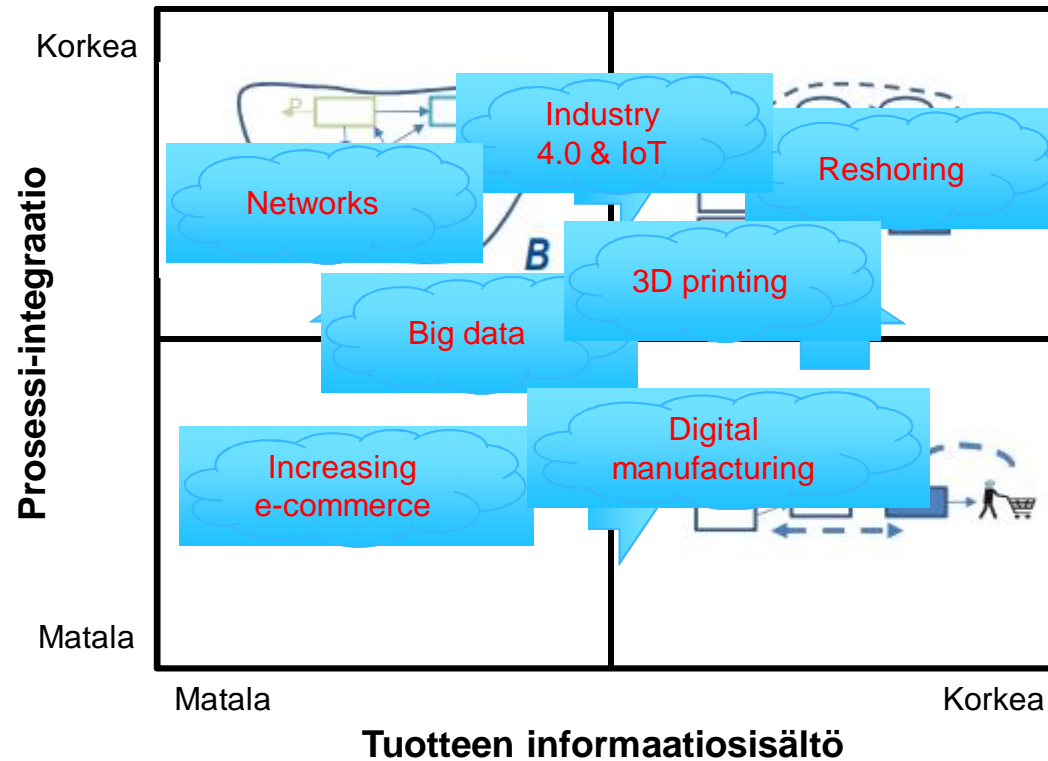 Korkea
Industry
4.0 & IoT
Reshoring
Networks
P
B
3D printing
Big data
Prosessi-integraatio
Digital
manufacturing
Increasing
e-commerce
Matala
Matala
Korkea
Tuotteen informaatiosisältö